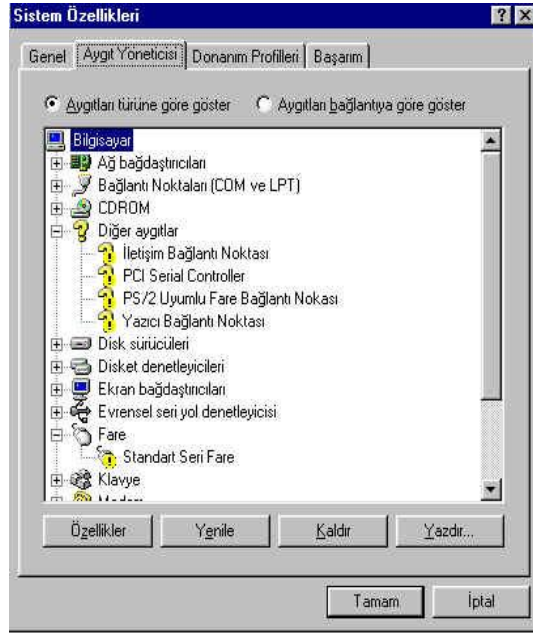 Sistem Özellikleri
Genel Aygıt Yöneticisi Donanım Profilleri Başarım
Aygıtları türüne göre göster Aygıtları bağlantıya göre göster
Bilgisayar
Ağ bağdaştırıcıları
Bağlantı Noktaları (COM ve LPT)
CDROM
Diğer aygıtlar
İletişim Bağlantı Noktası
PCI Serial Controller
PS/2 Uyumlu Fare Bağlantı Nokası
Yazıcı Bağlantı Noktası
Disk sürücüleri
Disket denetleyicileri
Ekran bağdaştırıcıları
Evrensel seri yol denetleyicisi
Fare
Standart Seri Fare
Klavye
Modem
Özellikler Yenile Kaldır Yazdır...
Tamam İptal